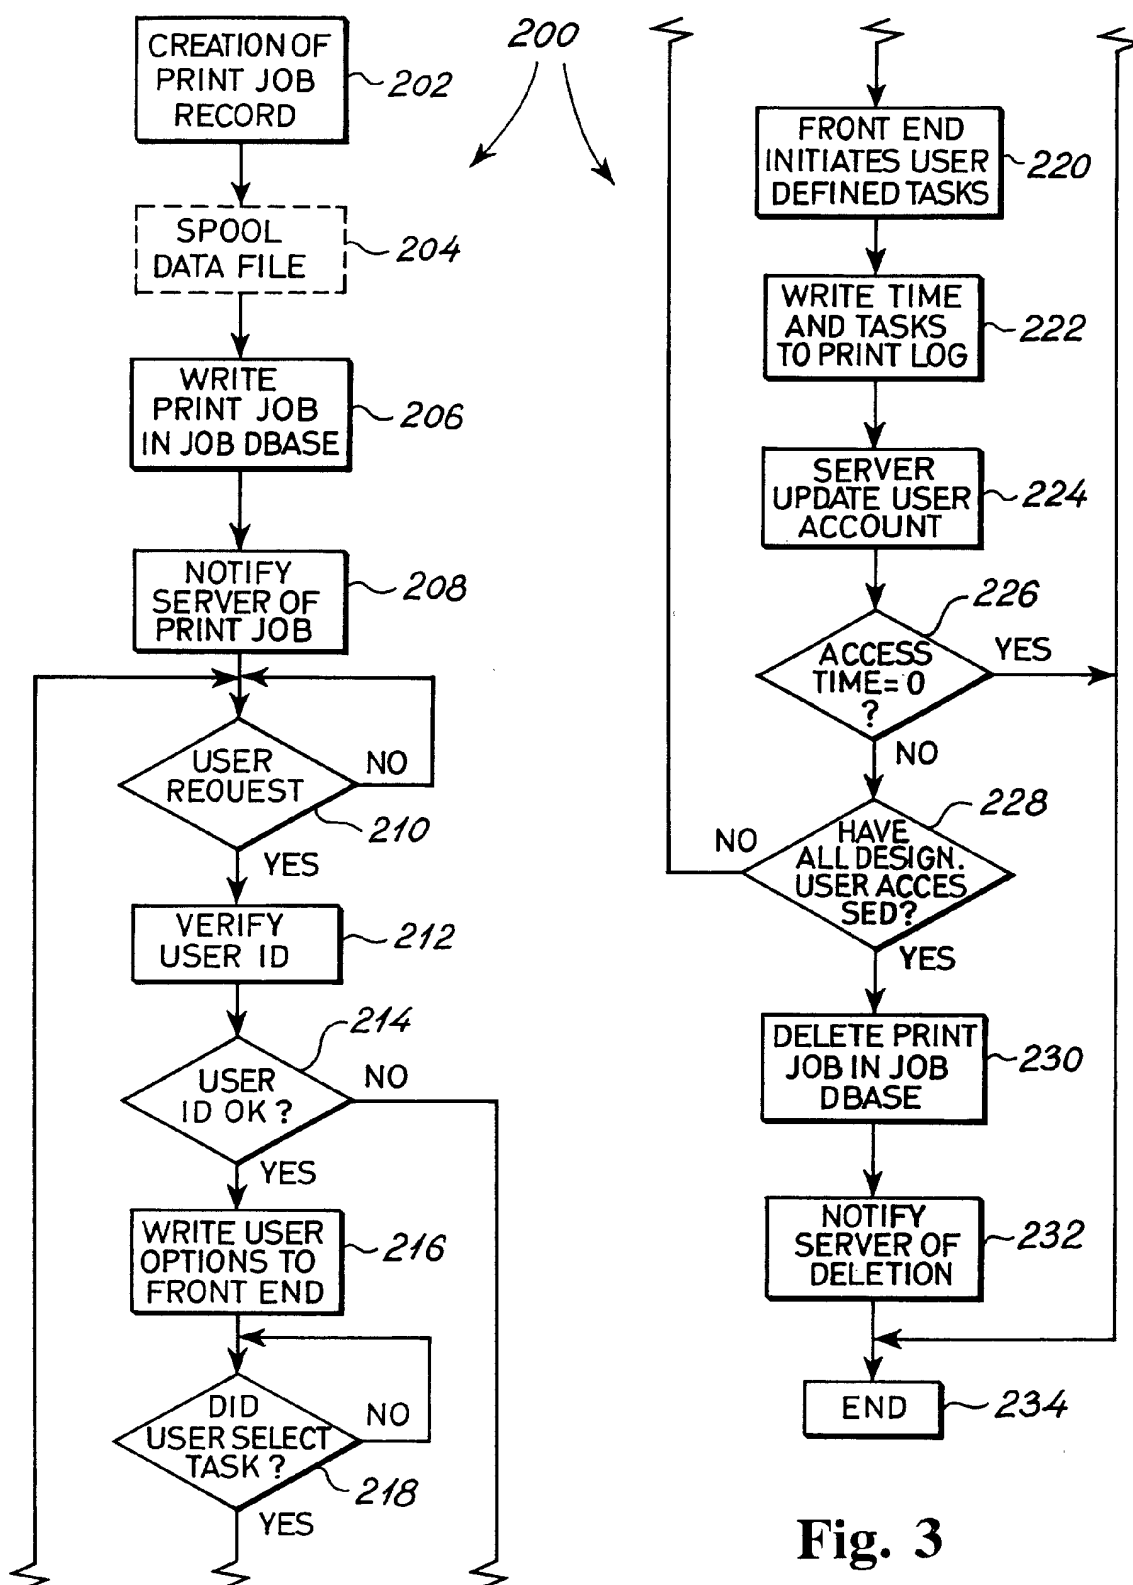 200
CREATION OF
PRINT JOB
RECORD
202
SPOOL
DATA FILE
204
WRITE
PRINT JOB
IN JOB DBASE
206
NOTIFY
SERVER OF
PRINT JOB
208
USER
REQUEST
NO
210
YES
VERIFY
USER ID
212
214
USER
ID OK ?
NO
YES
WRITE USER
OPTIONS TO
FRONT END
216
DID
USER SELECT
TASK ?
NO
218
YES
FRONT END
INITIATES USER
DEFINED TASKS
220
WRITE TIME
AND TASKS
TO PRINT LOG
222
SERVER
UPDATE USER
ACCOUNT
224
226
ACCESS
TIME = 0
?
YES
NO
228
HAVE
ALL DESIGN.
USER ACCES
SED?
NO
YES
DELETE PRINT
JOB IN JOB
DBASE
230
NOTIFY
SERVER OF
DELETION
232
END
234
Fig. 3